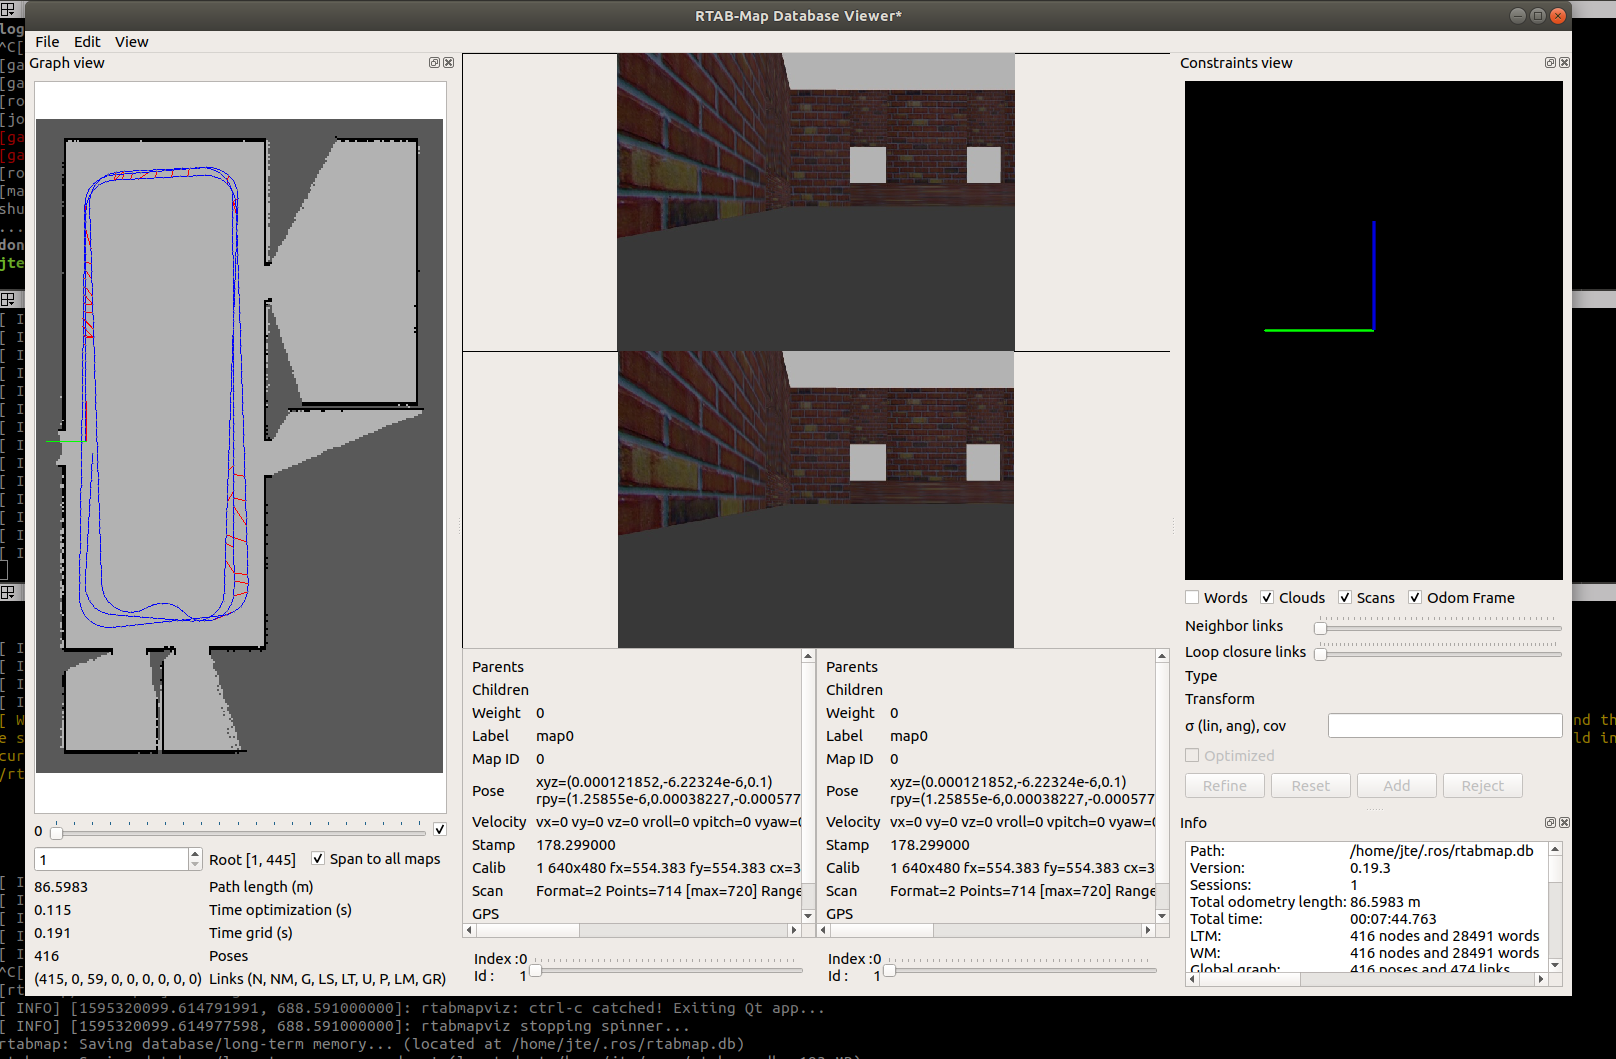 RTAB-Map Database Viewer*
File Edit View
Graph view
Constraints view
log
^C[
[ga
[ga
[ro
[jo
[ga
[ga
[ro
[ma
shu
...
don
jte
Words Clouds Scans Odom Frame
Neighbor links
Loop closure links
Type
Transform
σ (lin, ang), cov
Optimized
Refine Reset Add Reject
Info
Path: /home/jte/.ros/rtabmap.db
Version: 0.19.3
Sessions: 1
Total odometry length: 86.5983 m
Total time: 00:07:44.763
LTM: 416 nodes and 28491 words
WM: 416 nodes and 28491 words
Global graph: 416 poses and 474 links
Parents
Children
Weight 0
Label map0
Map ID 0
Pose xyz=(0.000121852,-6.22324e-6,0.1)
rpy=(1.25855e-6,0.00038227,-0.000577
Velocity vx=0 vy=0 vz=0 vroll=0 vpitch=0 vyaw=0
Stamp 178.299000
Calib 1 640x480 fx=554.383 fy=554.383 cx=3
Scan Format=2 Points=714 [max=720] Range
GPS
Index :0
Id : 1
Parents
Children
Weight 0
Label map0
Map ID 0
Pose xyz=(0.000121852,-6.22324e-6,0.1)
rpy=(1.25855e-6,0.00038227,-0.000577
Velocity vx=0 vy=0 vz=0 vroll=0 vpitch=0 vyaw=0
Stamp 178.299000
Calib 1 640x480 fx=554.383 fy=554.383 cx=3
Scan Format=2 Points=714 [max=720] Range
GPS
Index :0
Id : 1
0
1 Root [1, 445] Span to all maps
86.5983 Path length (m)
0.115 Time optimization (s)
0.191 Time grid (s)
416 Poses
(415, 0, 59, 0, 0, 0, 0, 0, 0) Links (N, NM, G, LS, LT, U, P, LM, GR)
[ INFO] [1595320099.614791991, 688.591000000]: rtabmapviz: ctrl-c catched! Exiting Qt app...
[ INFO] [1595320099.614977598, 688.591000000]: rtabmapviz stopping spinner...
rtabmap: Saving database/long-term memory... (located at /home/jte/.ros/rtabmap.db)